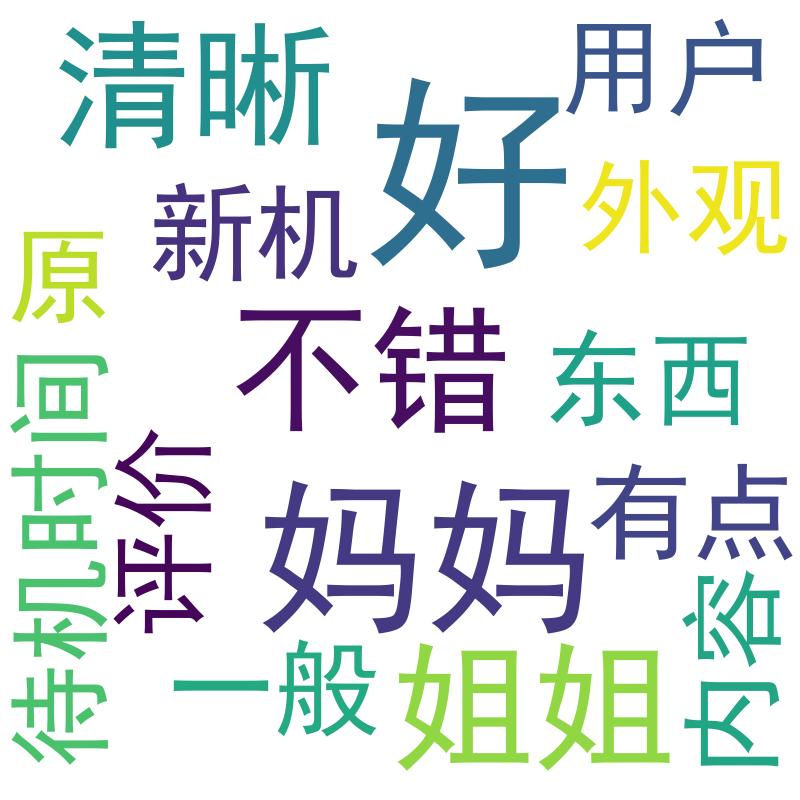 清晰
用户
好
外观
新机
原
不错
东西
待机时间
评价
妈妈
有点
内容
一般
姐姐